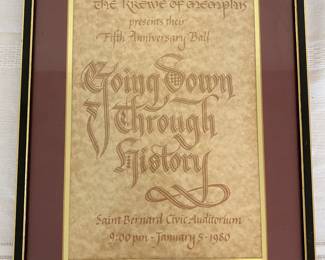 The Krewe of Memphis
presents their
Fifth Anniversary Ball
Going Down
Through
History
Saint Bernard Civic Auditorium
9:00 pm - January 5 - 1980